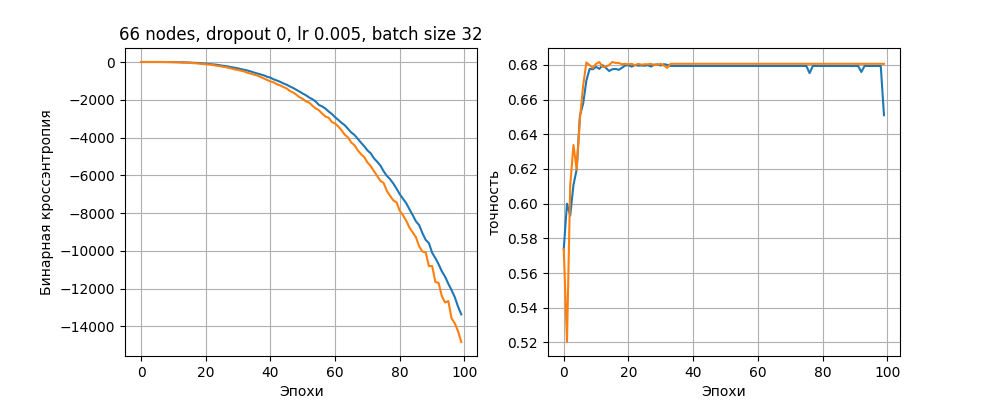 66 nodes, dropout 0, lr 0.005, batch size 32
Бинарная кроссэнтропия
0
−2000
−4000
−6000
−8000
−10000
−12000
−14000
0 20 40 60 80 100
Эпохи
точность
0.68
0.66
0.64
0.62
0.60
0.58
0.56
0.54
0.52
0 20 40 60 80 100
Эпохи